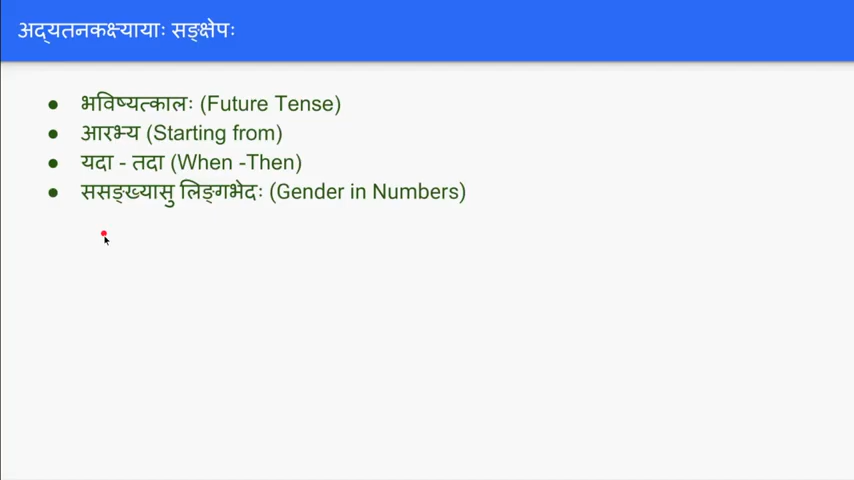 अद्यतनकक्ष्यायाः सङ्क्षेपः
● भविष्यत्कालः (Future Tense)
● आरभ्य (Starting from)
● यदा - तदा (When -Then)
● ससङ्ख्यासु लिङ्गभेदः (Gender in Numbers)